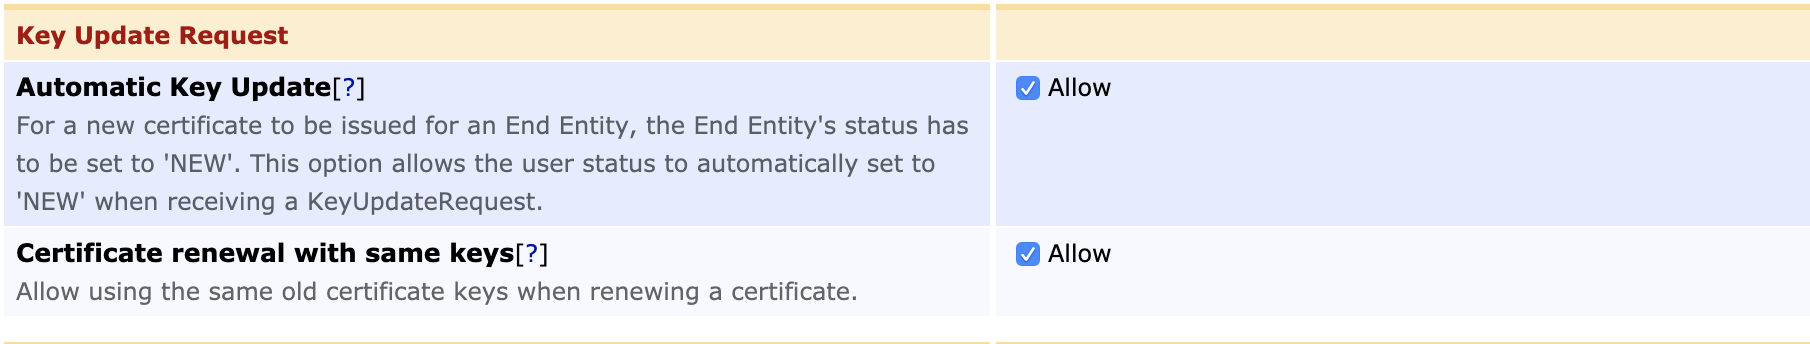 Key Update Request
Automatic Key Update[?]
Allow
For a new certificate to be issued for an End Entity, the End Entity's status has
to be set to 'NEW'. This option allows the user status to automatically set to
'NEW' when receiving a KeyUpdateRequest.
Certificate renewal with same keys[?]
Allow
Allow using the same old certificate keys when renewing a certificate.